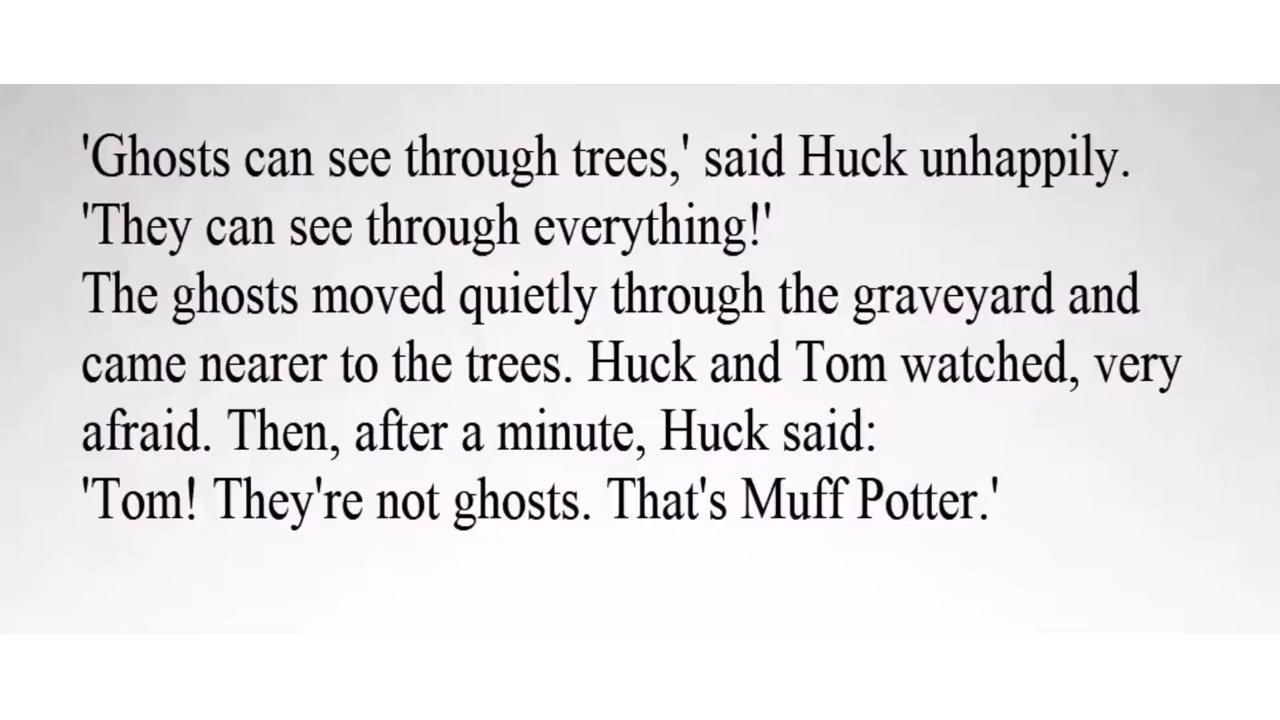 'Ghosts can see through trees,' said Huck unhappily.
'They can see through everything!'
The ghosts moved quietly through the graveyard and
came nearer to the trees. Huck and Tom watched, very
afraid. Then, after a minute, Huck said:
'Tom! They're not ghosts. That's Muff Potter.'